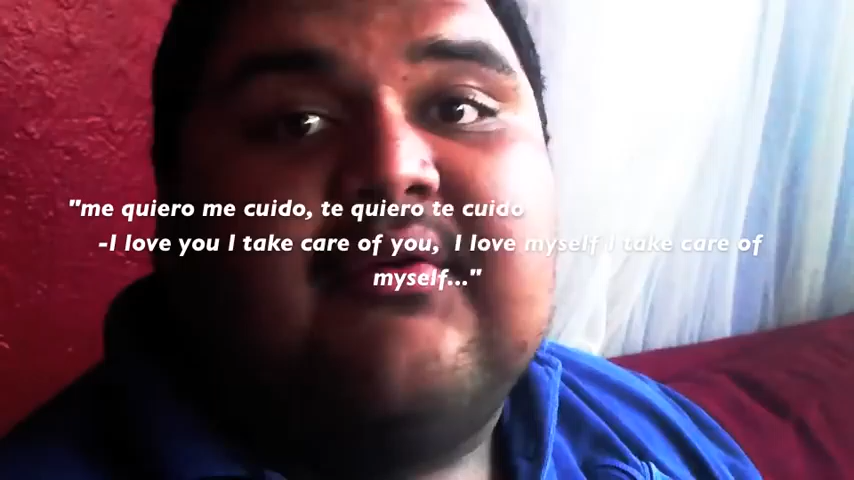 "me quiero me cuido, te quiero te cuido
-I love you I take care of you, I love myself I take care of
myself..."